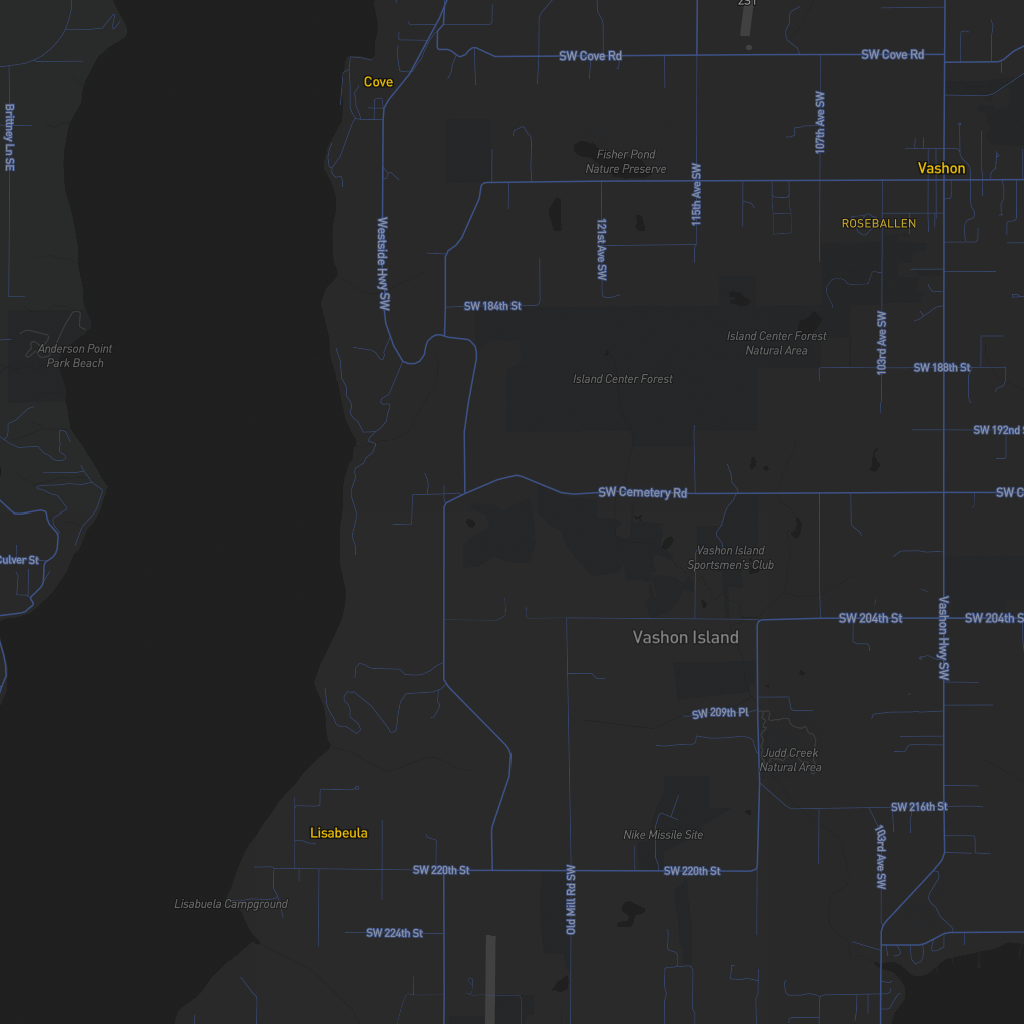 2S1
SW Cove Rd
SW Cove Rd
Cove
Brittney Ln SE
107th Ave SW
Fisher Pond
Nature Preserve
Vashon
115th Ave SW
ROSEBALLEN
Westside Hwy SW
121st Ave SW
SW 184th St
Anderson Point
Park Beach
Island Center Forest
Natural Area
103rd Ave SW
SW 188th St
Island Center Forest
SW 192nd S
SW Cemetery Rd
SW C
Culver St
Vashon Island
Sportsmen's Club
SW 204th St
SW 204th S
Vashon Hwy SW
Vashon Island
SW 209th Pl
Judd Creek
Natural Area
SW 216th St
Lisabeula
Nike Missile Site
103rd Ave SW
SW 220th St
SW 220th St
Old Mill Rd SW
Lisabuela Campground
SW 224th St